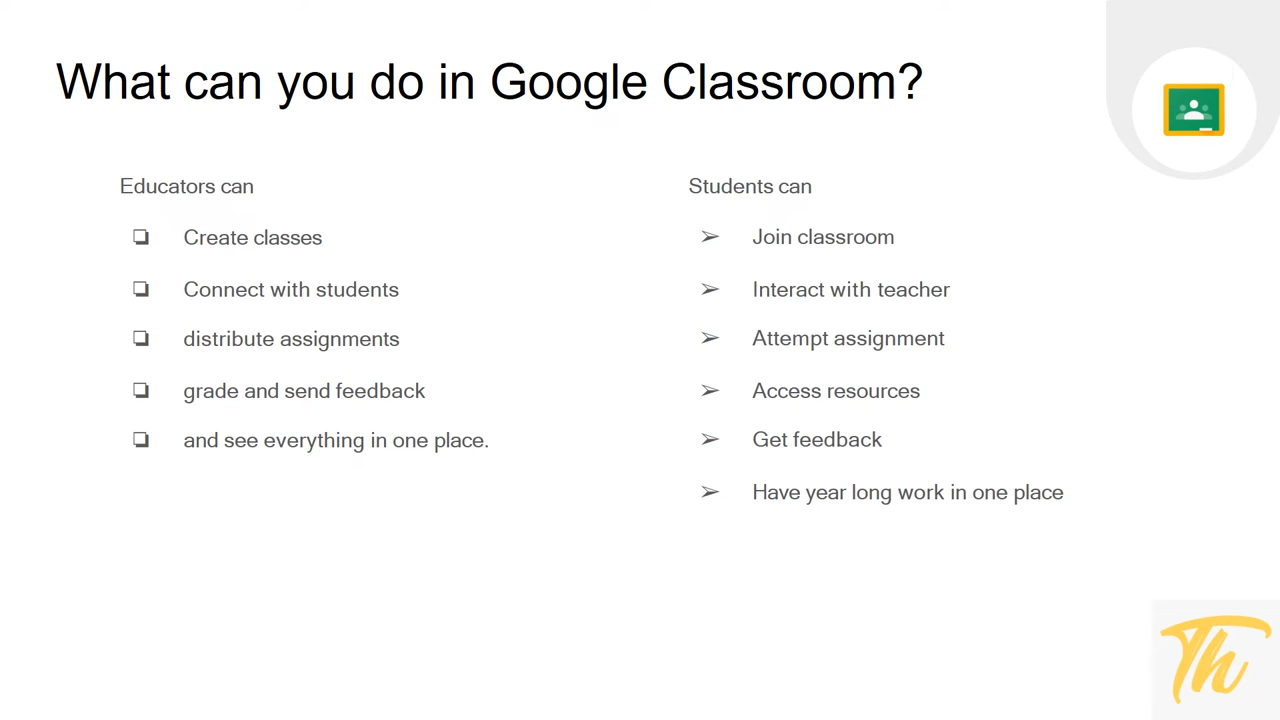 What can you do in Google Classroom?
Educators can
❏ Create classes
❏ Connect with students
❏ distribute assignments
❏ grade and send feedback
❏ and see everything in one place.
Students can
➢ Join classroom
➢ Interact with teacher
➢ Attempt assignment
➢ Access resources
➢ Get feedback
➢ Have year long work in one place
Th